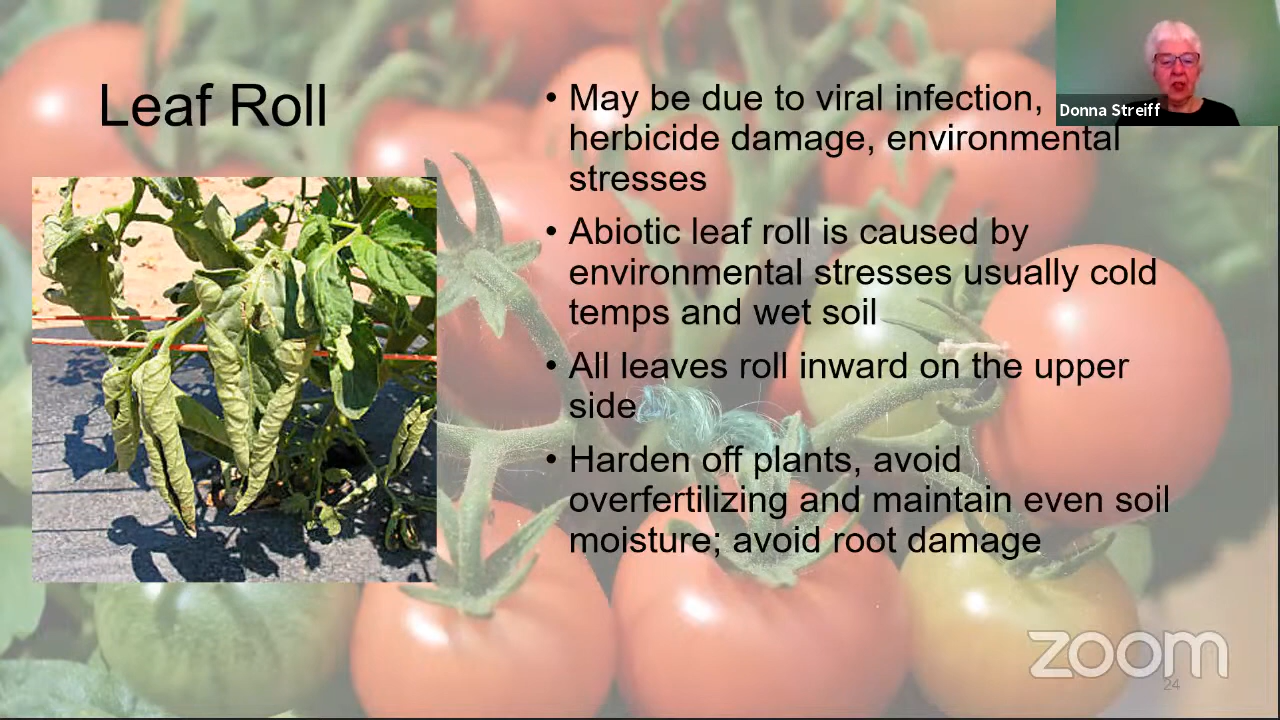 Leaf Roll
• May be due to viral infection,
herbicide damage, environmental
stresses
• Abiotic leaf roll is caused by
environmental stresses usually cold
temps and wet soil
• All leaves roll inward on the upper
side
• Harden off plants, avoid
overfertilizing and maintain even soil
moisture; avoid root damage
Donna Streiff
zoom
24